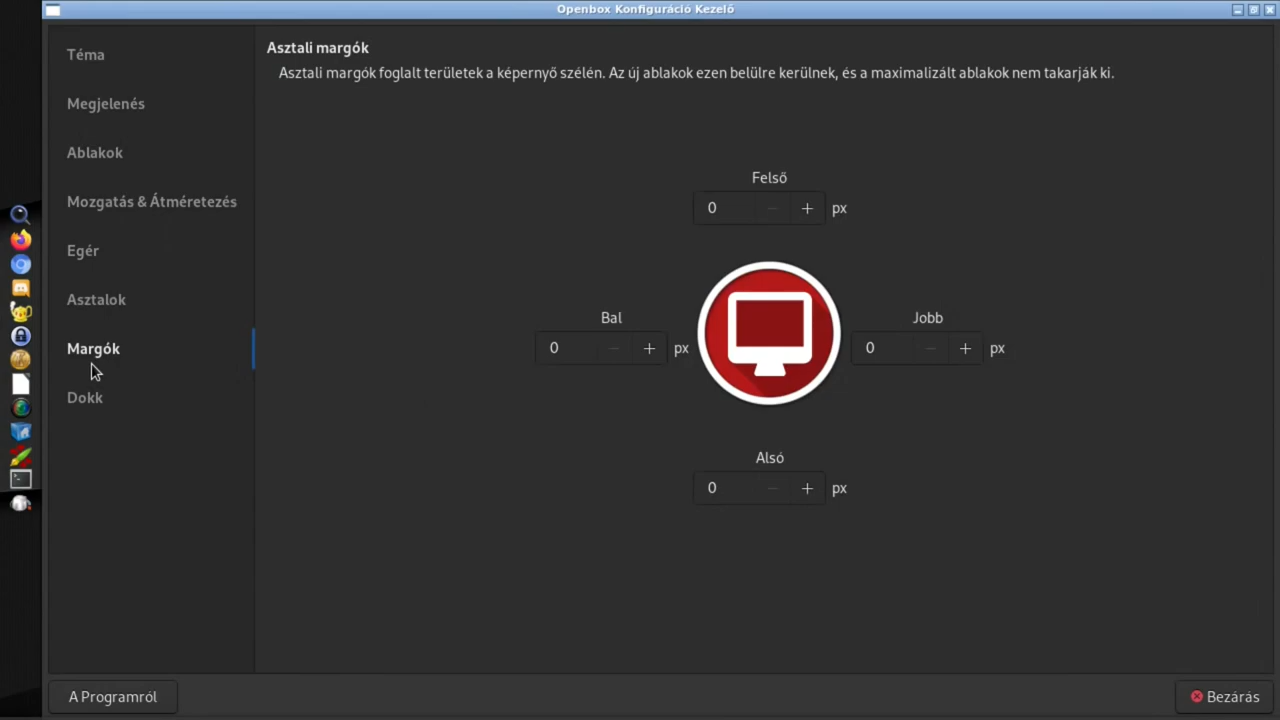 Openbox Konfiguráció Kezelő
Téma
Megjelenés
Ablakok
Mozgatás & Átméretezés
Egér
Asztalok
Margók
Dokk
Asztali margók
Asztali margók foglalt területek a képernyő szélén. Az új ablakok ezen belülre kerülnek, és a maximalizált ablakok nem takarják ki.
Felső
0 − + px
Bal
0 − + px
Jobb
0 − + px
Alsó
0 − + px
A Programról
Bezárás